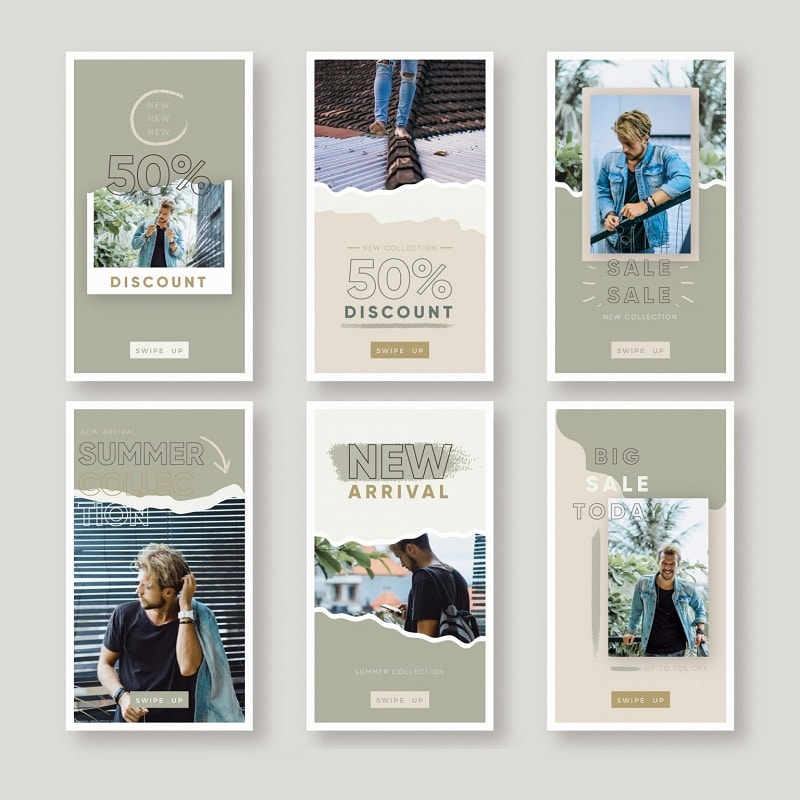 NEW
NEW
NEW
50%
DISCOUNT
SWIPE UP
NEW COLLECTION
50%
DISCOUNT
SWIPE UP
SALE
SALE
NEW COLLECTION
SWIPE UP
NEW ARRIVAL
SUMMER
COLLEC
TION
SWIPE UP
NEW
ARRIVAL
SUMMER COLLECTION
SWIPE UP
BIG
SALE
TODAY
UP TO 75% OFF
SWIPE UP